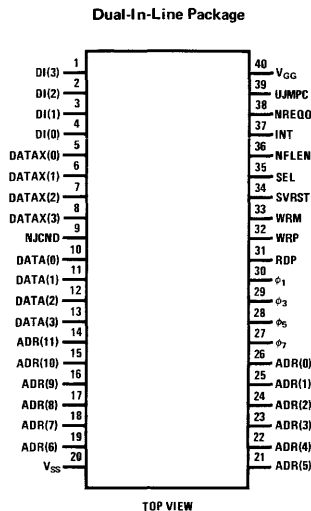 Dual-In-Line Package
DI(3) 1 40 VGG
DI(2) 2 39 UJMPC
DI(1) 3 38 NREQO
DI(0) 4 37 INT
DATAX(0) 5 36 NFLEN
DATAX(1) 6 35 SEL
DATAX(2) 7 34 SVRST
DATAX(3) 8 33 WRM
NJCND 9 32 WRP
DATA(0) 10 31 RDP
DATA(1) 11 30 ϕ1
DATA(2) 12 29 ϕ3
DATA(3) 13 28 ϕ5
ADR(11) 14 27 ϕ7
ADR(10) 15 26 ADR(0)
ADR(9) 16 25 ADR(1)
ADR(8) 17 24 ADR(2)
ADR(7) 18 23 ADR(3)
ADR(6) 19 22 ADR(4)
VSS 20 21 ADR(5)
TOP VIEW